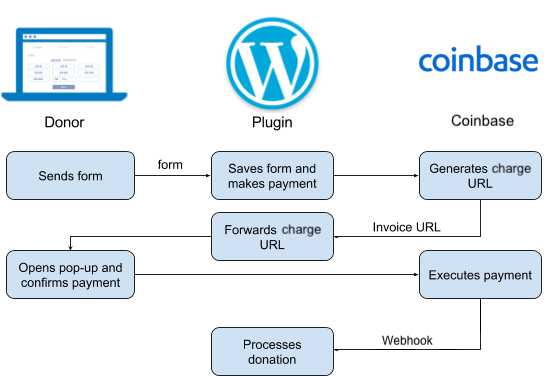 coinbase
Donor
Plugin
Coinbase
Sends form
form
Saves form and
makes payment
Generates charge
URL
Forwards charge
URL
Invoice URL
Opens pop-up and
confirms payment
Executes payment
Processes
donation
Webhook